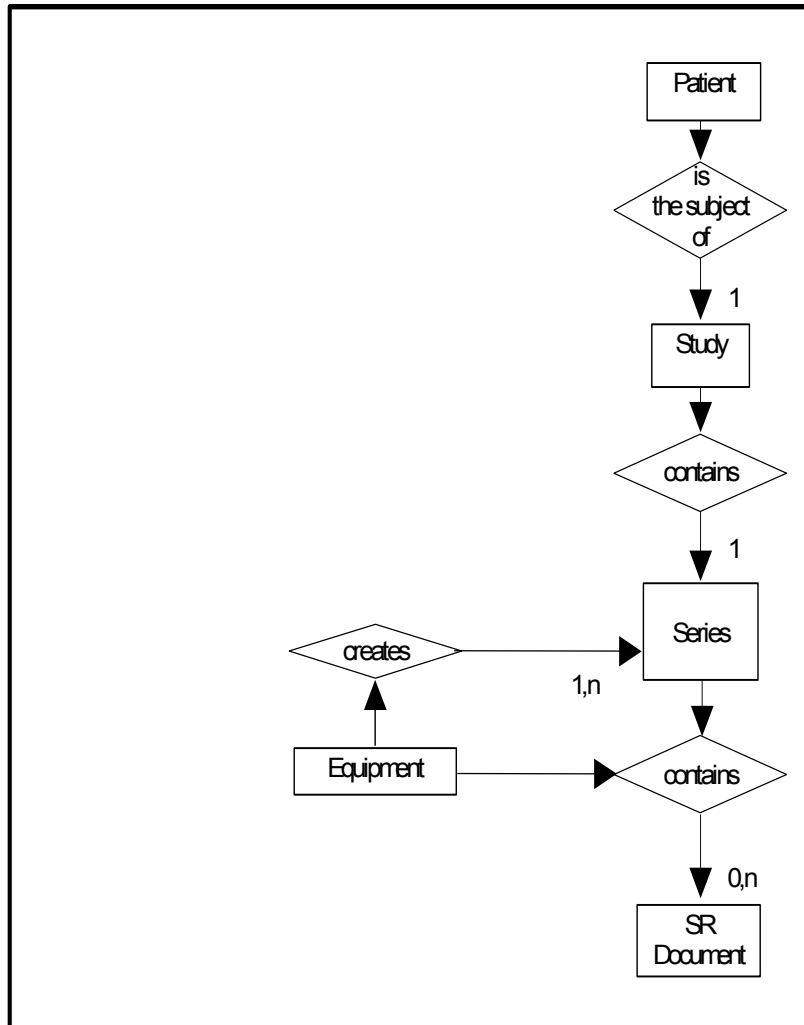 Patient
is
the subject
of
1
Study
contains
1
Series
creates
1,n
Equipment
contains
0,n
SR
Document